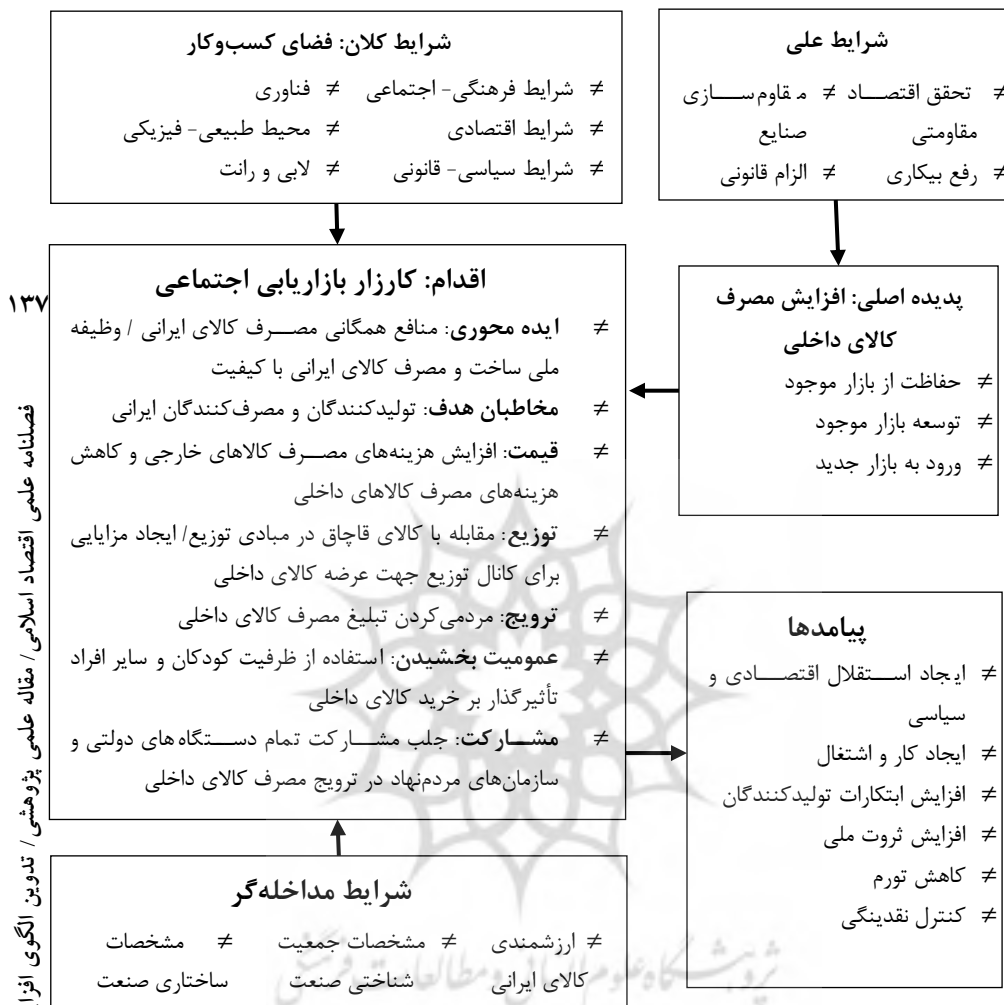 شرایط علی
≠ تحقق اقتصاد مقاومتی ≠ مقاوم‌سازی صنایع
≠ رفع بیکاری ≠ الزام قانونی
شرایط کلان: فضای کسب‌وکار
≠ شرایط فرهنگی- اجتماعی ≠ فناوری
≠ شرایط اقتصادی ≠ محیط طبیعی- فیزیکی
≠ شرایط سیاسی- قانونی ≠ لابی و رانت
پدیده اصلی: افزایش مصرف
کالای داخلی
≠ حفاظت از بازار موجود
≠ توسعه بازار موجود
≠ ورود به بازار جدید
اقدام: کارزار بازاریابی اجتماعی
≠ ایده محوری: منافع همگانی مصرف کالای ایرانی / وظیفه
ملی ساخت و مصرف کالای ایرانی با کیفیت
≠ مخاطبان هدف: تولیدکنندگان و مصرف‌کنندگان ایرانی
≠ قیمت: افزایش هزینه‌های مصرف کالاهای خارجی و کاهش
هزینه‌های مصرف کالاهای داخلی
≠ توزیع: مقابله با کالای قاچاق در مبادی توزیع/ ایجاد مزایایی
برای کانال توزیع جهت عرضه کالای داخلی
≠ ترویج: مردمی‌کردن تبلیغ مصرف کالای داخلی
≠ عمومیت بخشیدن: استفاده از ظرفیت کودکان و سایر افراد
تأثیرگذار بر خرید کالای داخلی
≠ مشارکت: جلب مشارکت تمام دستگاه‌های دولتی و
سازمان‌های مردم‌نهاد در ترویج مصرف کالای داخلی
پیامدها
≠ ایجاد استقلال اقتصادی و
سیاسی
≠ ایجاد کار و اشتغال
≠ افزایش ابتکارات تولیدکنندگان
≠ افزایش ثروت ملی
≠ کاهش تورم
≠ کنترل نقدینگی
شرایط مداخله‌گر
≠ ارزشمندی ≠ مشخصات جمعیت ≠ مشخصات
کالای ایرانی شناختی صنعت ساختاری صنعت
۱۳۷
فصلنامه علمی اقتصاد اسلامی/ مقاله علمی پژوهشی/ تدوین الگوی
پژوهشگاه علوم انسانی و مطالعات فرهنگی